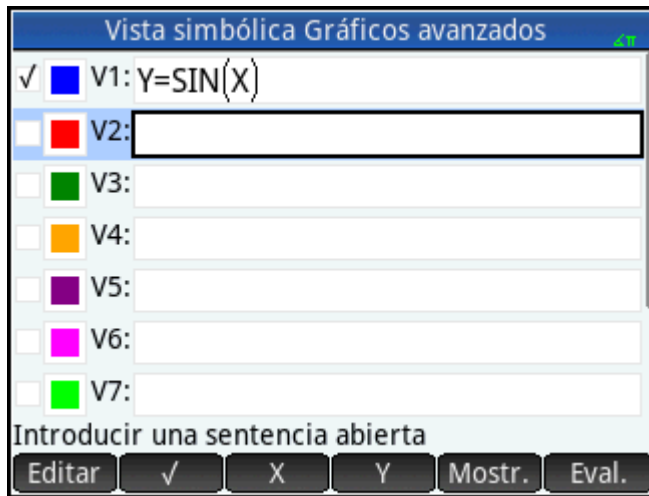 Vista simbólica Gráficos avanzados ∡π
√ V1: Y=SIN(X)
V2:
V3:
V4:
V5:
V6:
V7:
Introducir una sentencia abierta
Editar √ X Y Mostr. Eval.